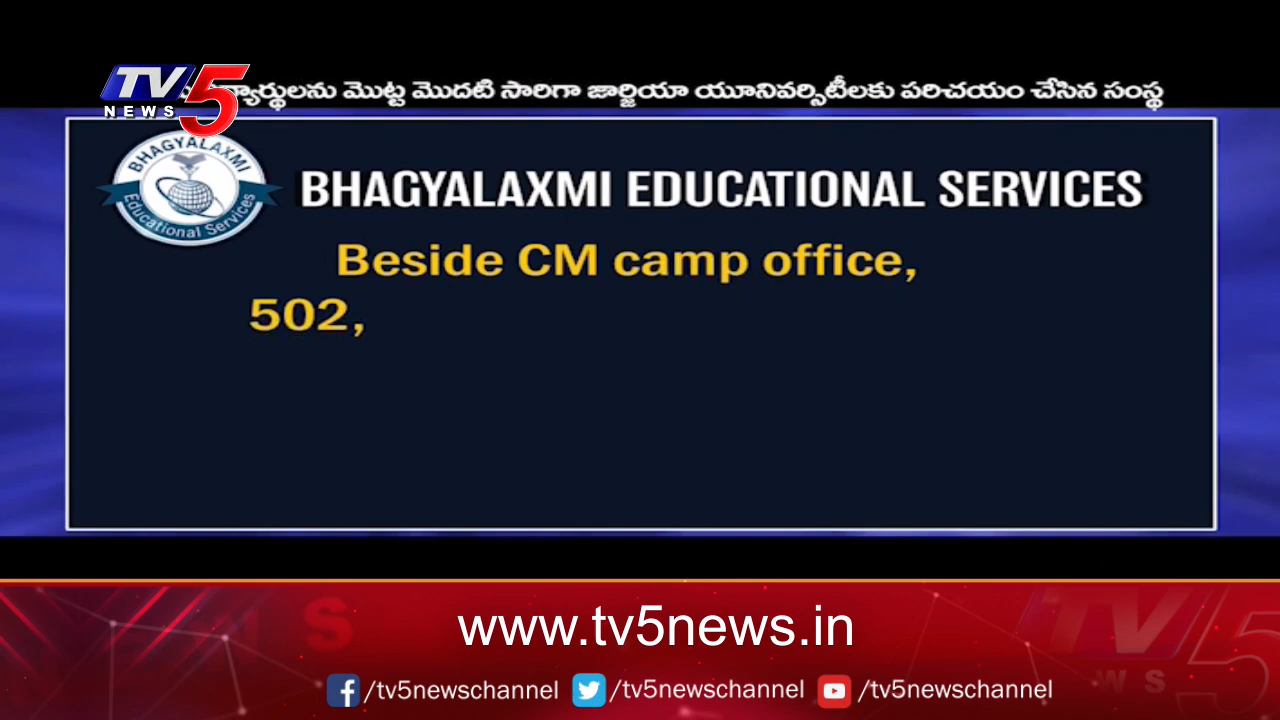 మొట్ట మొదటి సారిగా జార్జియా యూనివర్సిటీలకు పరిచయం చేసిన సంస్థ
TV5
NEWS
BHAGYALAXMI
Educational Services
BHAGYALAXMI EDUCATIONAL SERVICES
Beside CM camp office,
502,
www.tv5news.in
/tv5newschannel /tv5newschannel /tv5newschannel